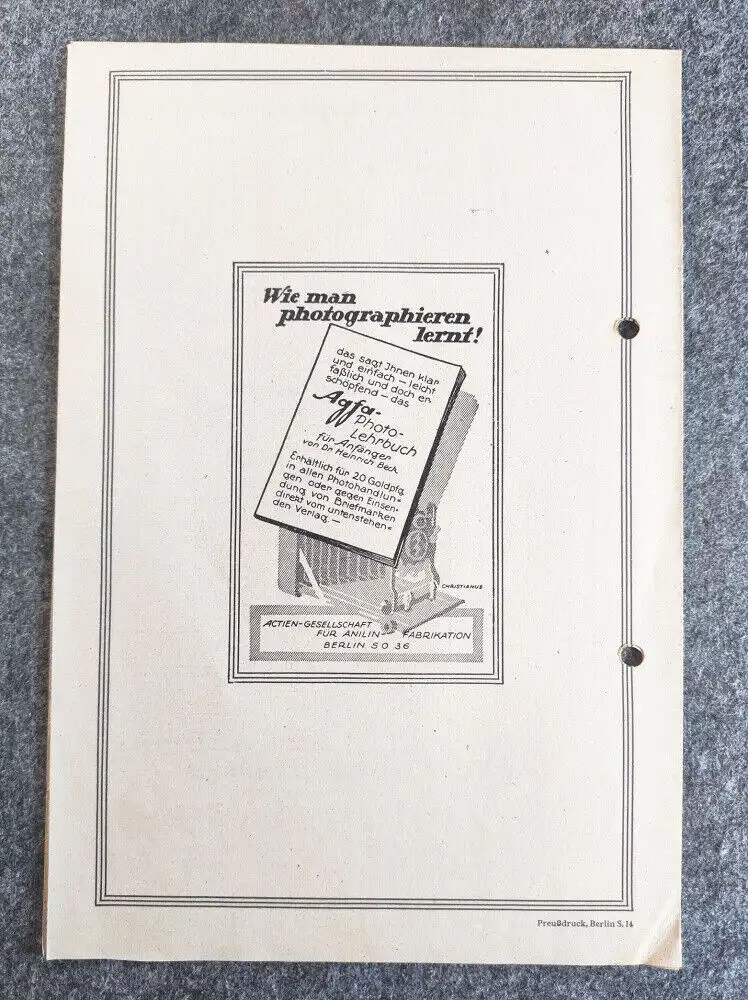 Wie man
photographieren
lernt!
das sagt Jhnen klar
und einfach – leicht
faßlich und doch er-
schöpfend – das
Agfa-
Photo-
Lehrbuch
für Anfänger
von Dr Heinrich Beck
Erhältlich für 20 Goldpfg.
in allen Photohandlun=
gen oder gegen Einsen-
dung von Briefmarken
direkt vom untenstehen=
den Verlag. –
CHRISTIANUS
ACTIEN-GESELLSCHAFT
FÜR ANILIN- FABRIKATION
BERLIN SO 36
Preußdruck, Berlin S. 14